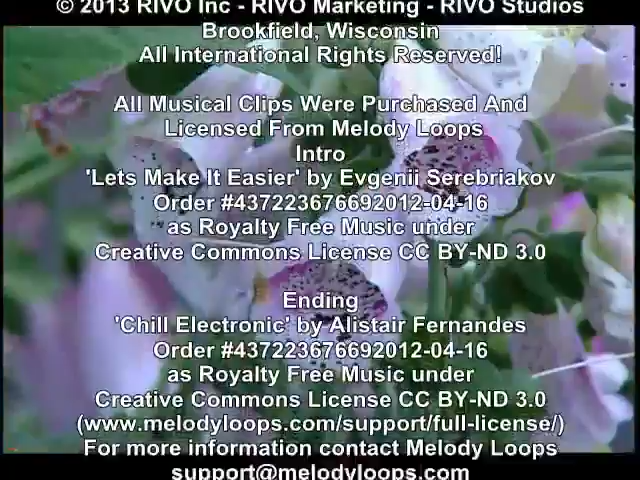 © 2013 RIVO Inc - RIVO Marketing - RIVO Studios
Brookfield, Wisconsin
All International Rights Reserved!
All Musical Clips Were Purchased And
Licensed From Melody Loops
Intro
'Lets Make It Easier' by Evgenii Serebriakov
Order #437223676692012-04-16
as Royalty Free Music under
Creative Commons License CC BY-ND 3.0
Ending
'Chill Electronic' by Alistair Fernandes
Order #437223676692012-04-16
as Royalty Free Music under
Creative Commons License CC BY-ND 3.0
(www.melodyloops.com/support/full-license/)
For more information contact Melody Loops
support@melodyloops.com